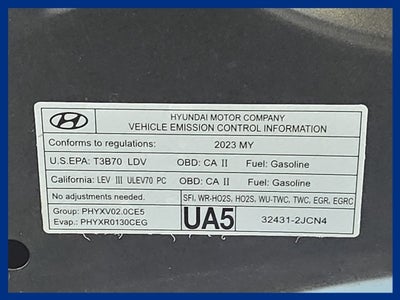 HYUNDAI MOTOR COMPANY
VEHICLE EMISSION CONTROL INFORMATION
Conforms to regulations: 2023 MY
U.S.EPA: T3B70 LDV OBD: CA II Fuel: Gasoline
California: LEV III ULEV70 PC OBD: CA II Fuel: Gasoline
No adjustments needed. SFI, WR-HO2S, HO2S, WU-TWC, TWC, EGR, EGRC
Group: PHYXV02.0CE5 UA5 32431-2JCN4
Evap.: PHYXR0130CEG